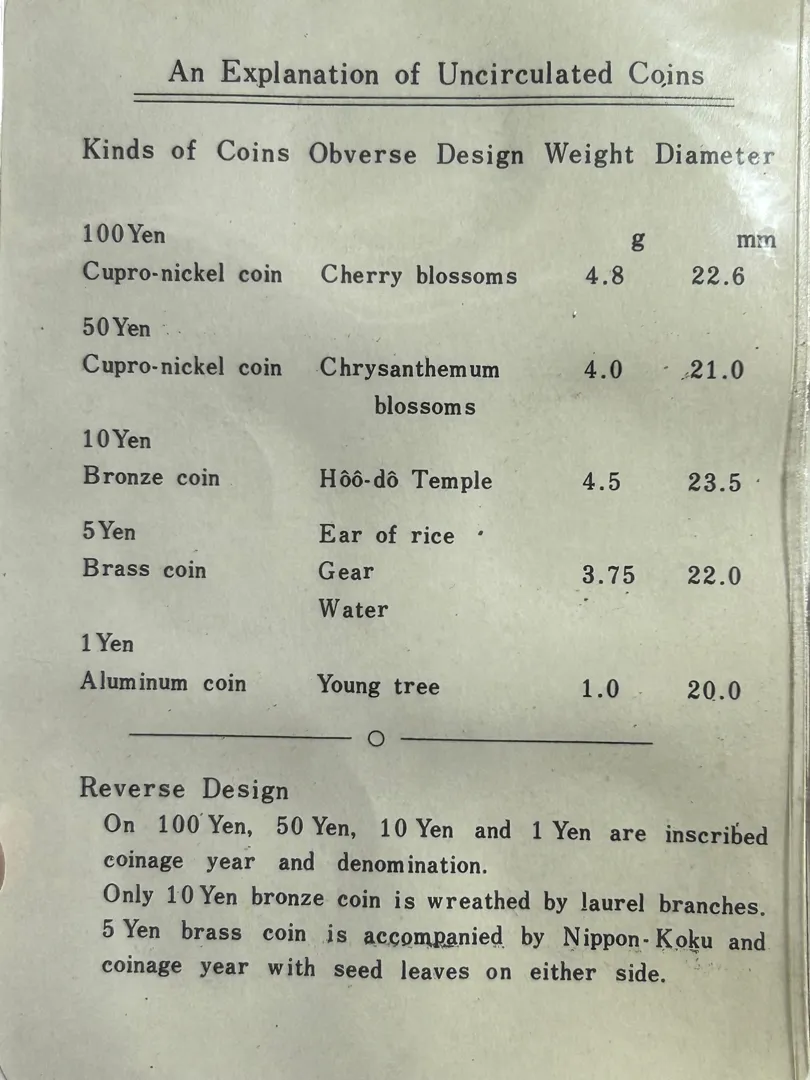 An Explanation of Uncirculated Coins
Kinds of Coins Obverse Design Weight Diameter
100 Yen g mm
Cupro-nickel coin Cherry blossoms 4.8 22.6
50 Yen
Cupro-nickel coin Chrysanthemum 4.0 21.0
blossoms
10 Yen
Bronze coin Hôô-dô Temple 4.5 23.5
5 Yen Ear of rice
Brass coin Gear 3.75 22.0
Water
1 Yen
Aluminum coin Young tree 1.0 20.0
Reverse Design
On 100 Yen, 50 Yen, 10 Yen and 1 Yen are inscribed
coinage year and denomination.
Only 10 Yen bronze coin is wreathed by laurel branches.
5 Yen brass coin is accompanied by Nippon-Koku and
coinage year with seed leaves on either side.